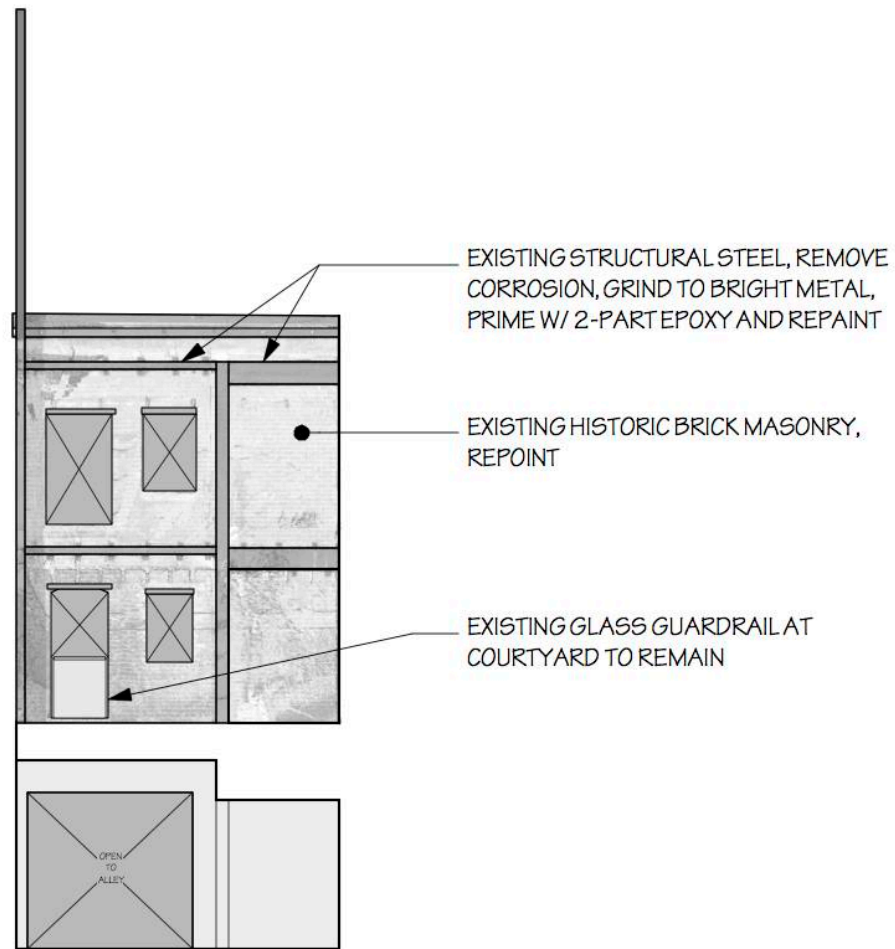 EXISTING STRUCTURAL STEEL, REMOVE
CORROSION, GRIND TO BRIGHT METAL,
PRIME W/ 2-PART EPOXY AND REPAINT
EXISTING HISTORIC BRICK MASONRY,
REPOINT
EXISTING GLASS GUARDRAIL AT
COURTYARD TO REMAIN
OPEN
TO
ALLEY